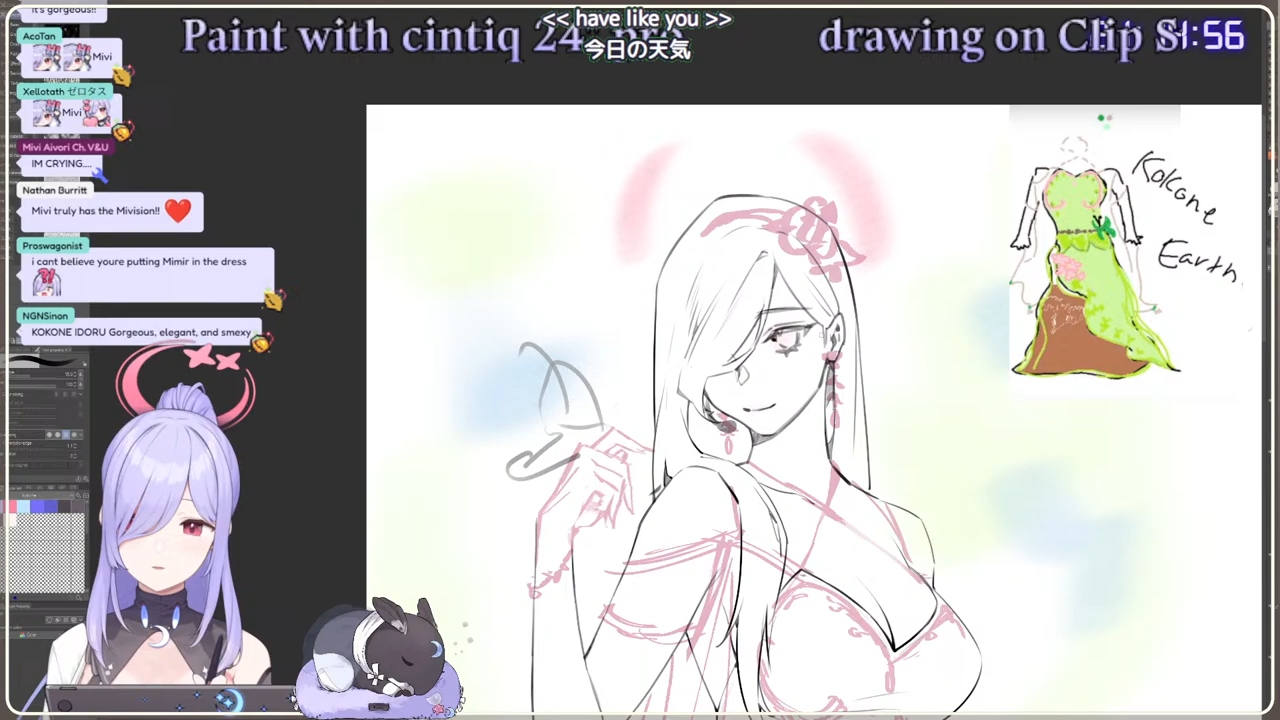 it's gorgeous!!
<< have like you >>
今日の天気
Paint with cintiq 24 pro
drawing on Clip S
1:56
AcoTan
Mivi
Xellotath ゼロタス
Mivi
Mivi Aivori Ch. V&U
IM CRYING....
Nathan Burritt
Mivi truly has the Mivision!! ❤️
Proswagonist
i cant believe youre putting Mimir in the dress
NGNSinon
KOKONE IDORU Gorgeous, elegant, and smexy
Kokone
Earth